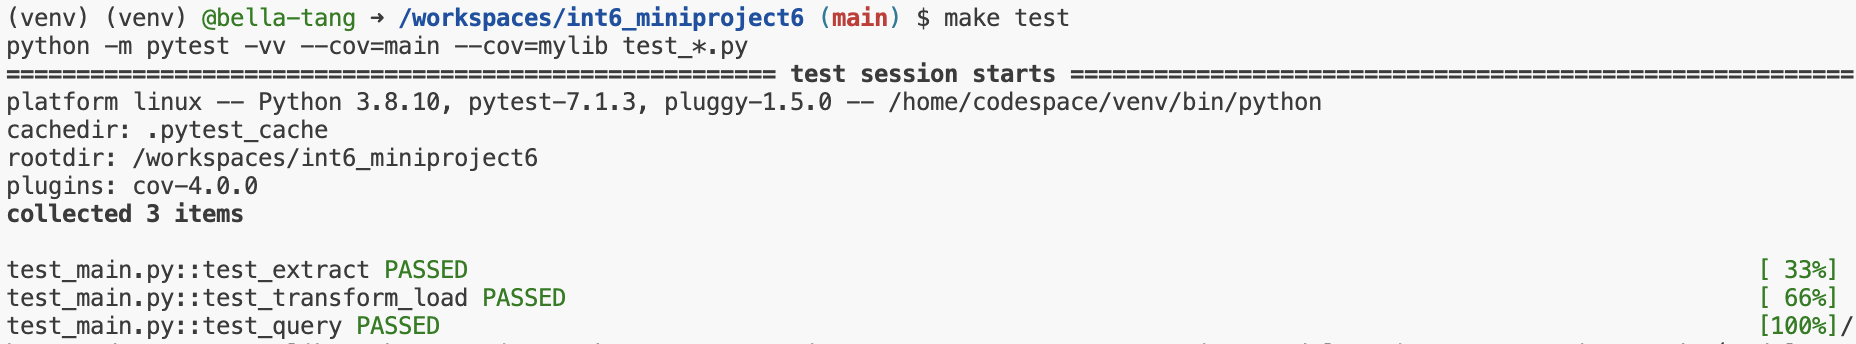 (venv) (venv) @bella-tang ➜ /workspaces/int6_miniproject6 (main) $ make test
python -m pytest -vv --cov=main --cov=mylib test_*.py
======================================================= test session starts ========================================================
platform linux -- Python 3.8.10, pytest-7.1.3, pluggy-1.5.0 -- /home/codespace/venv/bin/python
cachedir: .pytest_cache
rootdir: /workspaces/int6_miniproject6
plugins: cov-4.0.0
collected 3 items
test_main.py::test_extract PASSED [ 33%]
test_main.py::test_transform_load PASSED [ 66%]
test_main.py::test_query PASSED [100%]/